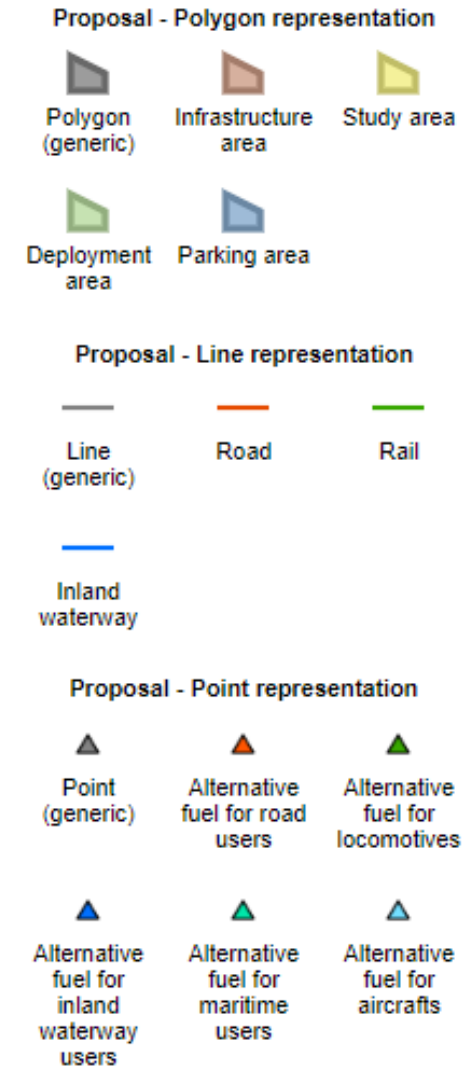 Proposal - Polygon representation
Polygon
(generic)
Infrastructure
area
Study area
Deployment
area
Parking area
Proposal - Line representation
Line
(generic)
Road
Rail
Inland
waterway
Proposal - Point representation
Point
(generic)
Alternative
fuel for road
users
Alternative
fuel for
locomotives
Alternative
fuel for
inland
waterway
users
Alternative
fuel for
maritime
users
Alternative
fuel for
aircrafts